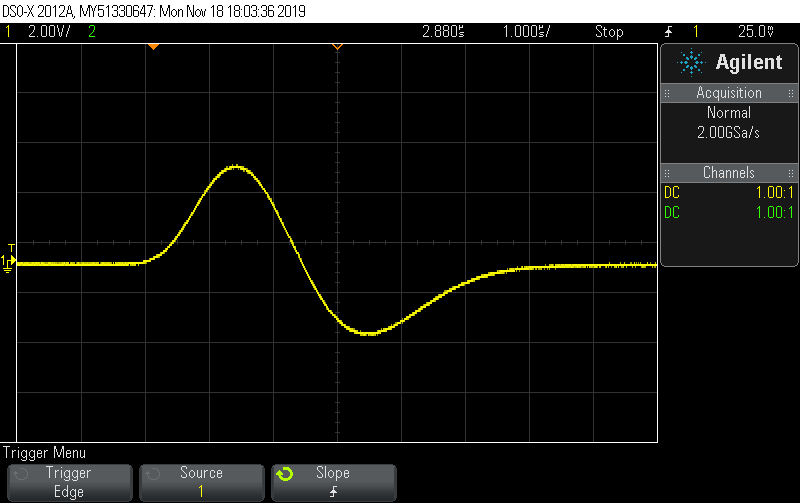 DSO-X 2012A, MY51330647: Mon Nov 18 18:03:36 2019
1 2.00V/ 2 2.880s 1.000s/ Stop 1 25.0V
Agilent
Acquisition
Normal
2.00GSa/s
Channels
DC 1.00:1
DC 1.00:1
T
1
Trigger Menu
Trigger Source Slope
Edge 1